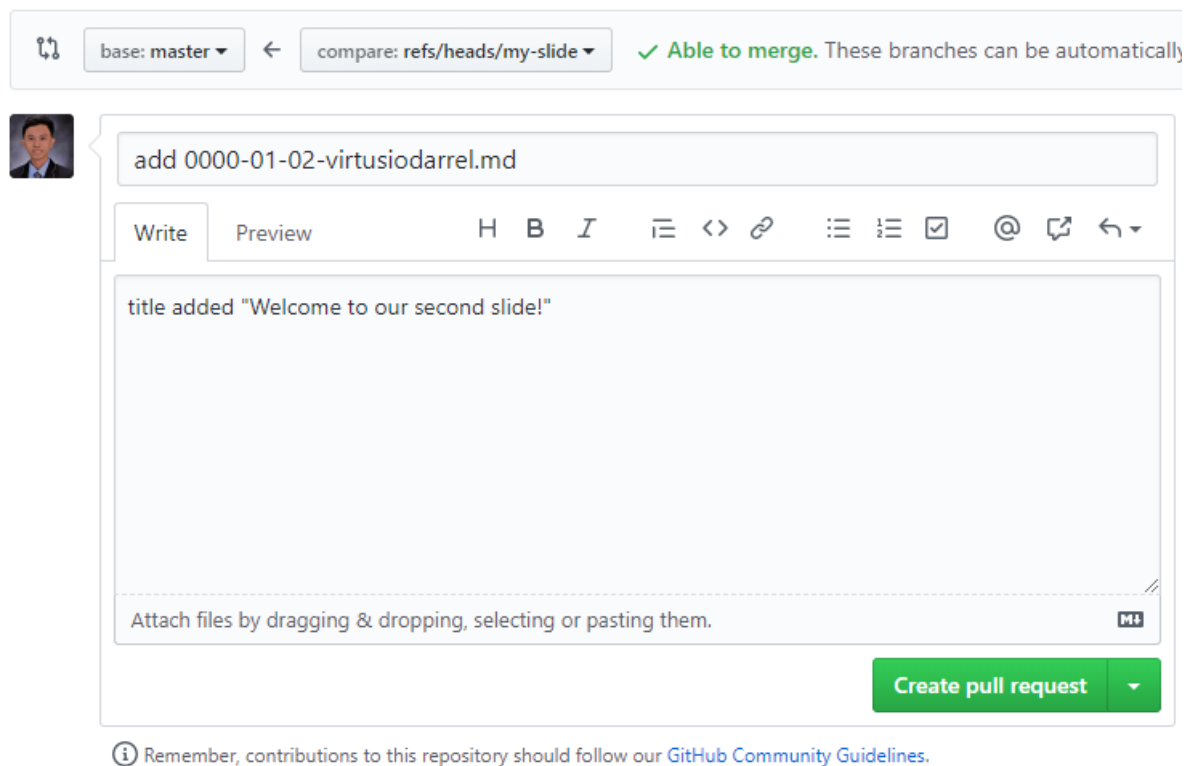 base: master compare: refs/heads/my-slide Able to merge. These branches can be automatically
add 0000-01-02-virtusiodarrel.md
Write Preview H B I @
title added "Welcome to our second slide!"
Attach files by dragging & dropping, selecting or pasting them. M
Create pull request
Remember, contributions to this repository should follow our GitHub Community Guidelines.